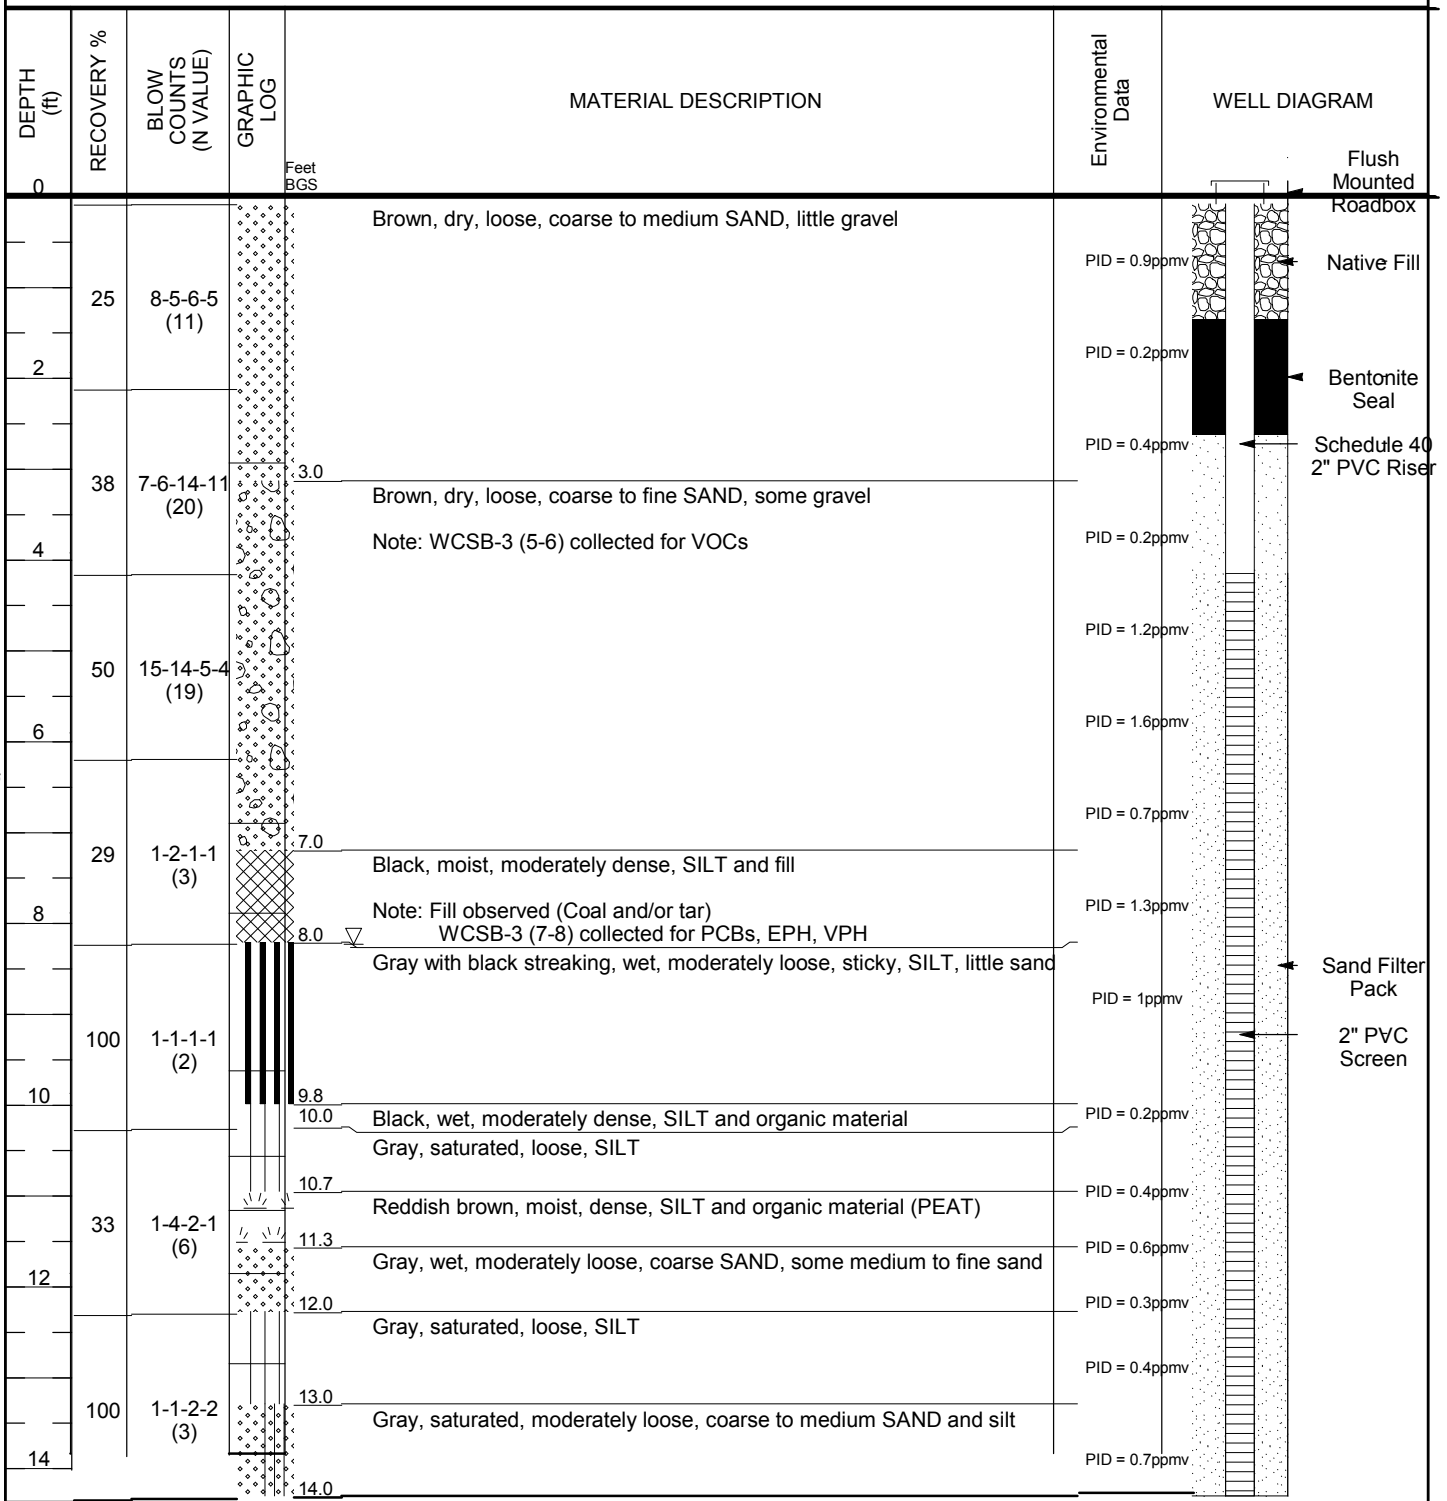 DEPTH
(ft)
RECOVERY %
BLOW
COUNTS
(N VALUE)
GRAPHIC
LOG
MATERIAL DESCRIPTION
Environmental
Data
WELL DIAGRAM
Feet
BGS
0
Flush
Mounted
Roadbox
Brown, dry, loose, coarse to medium SAND, little gravel
PID = 0.9ppmv
Native Fill
25
8-5-6-5
(11)
PID = 0.2ppmv
2
Bentonite
Seal
PID = 0.4ppmv
Schedule 40
2" PVC Riser
38
7-6-14-11
(20)
3.0
Brown, dry, loose, coarse to fine SAND, some gravel
Note: WCSB-3 (5-6) collected for VOCs
PID = 0.2ppmv
4
PID = 1.2ppmv
50
15-14-5-4
(19)
PID = 1.6ppmv
6
PID = 0.7ppmv
7.0
29
1-2-1-1
(3)
Black, moist, moderately dense, SILT and fill
PID = 1.3ppmv
8
Note: Fill observed (Coal and/or tar)
WCSB-3 (7-8) collected for PCBs, EPH, VPH
8.0
Gray with black streaking, wet, moderately loose, sticky, SILT, little sand
Sand Filter
Pack
PID = 1ppmv
100
1-1-1-1
(2)
2" PVC
Screen
10
9.8
10.0
Black, wet, moderately dense, SILT and organic material
PID = 0.2ppmv
Gray, saturated, loose, SILT
10.7
PID = 0.4ppmv
Reddish brown, moist, dense, SILT and organic material (PEAT)
33
1-4-2-1
(6)
11.3
PID = 0.6ppmv
Gray, wet, moderately loose, coarse SAND, some medium to fine sand
12
12.0
PID = 0.3ppmv
Gray, saturated, loose, SILT
PID = 0.4ppmv
13.0
100
1-1-2-2
(3)
Gray, saturated, moderately loose, coarse to medium SAND and silt
PID = 0.7ppmv
14
14.0